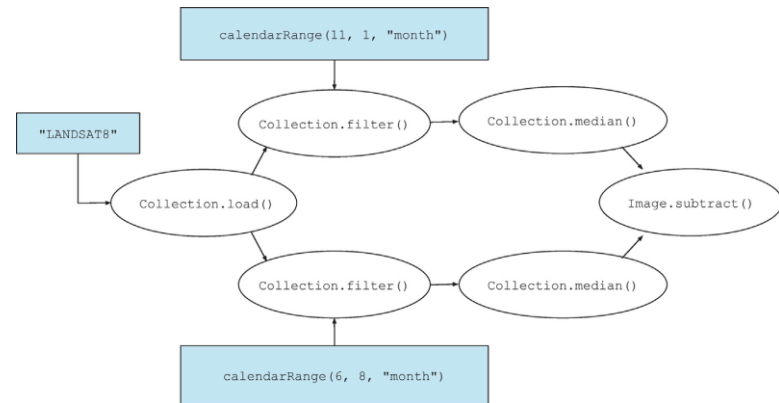 calendarRange(11, 1, "month")
Collection.filter()
Collection.median()
"LANDSAT8"
Collection.load()
Image.subtract()
Collection.filter()
Collection.median()
calendarRange(6, 8, "month")